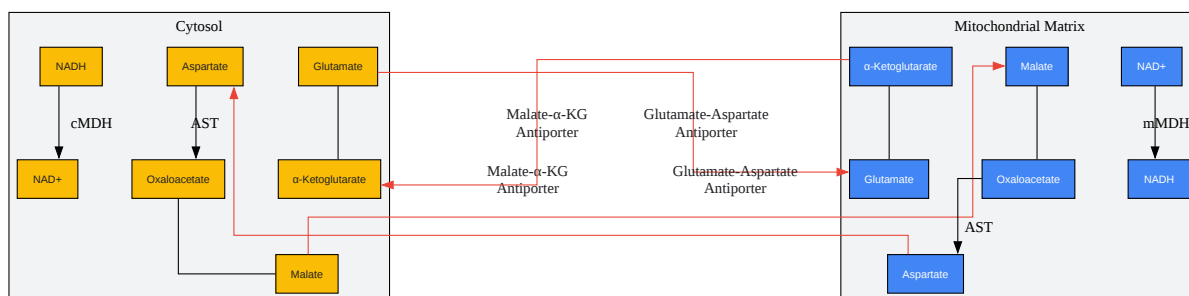 Cytosol
Mitochondrial Matrix
NADH
Aspartate
Glutamate
α-Ketoglutarate
Malate
NAD+
Malate-α-KG
Antiporter
Glutamate-Aspartate
Antiporter
cMDH
AST
mMDH
Malate-α-KG
Antiporter
Glutamate-Aspartate
Antiporter
NAD+
Oxaloacetate
α-Ketoglutarate
Glutamate
Oxaloacetate
NADH
AST
Malate
Aspartate